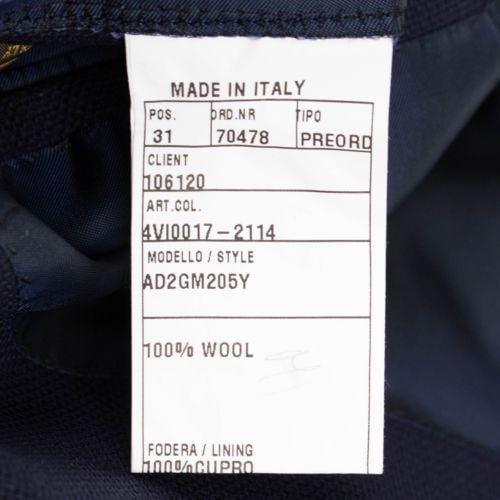 MADE IN ITALY
POS. ORD.NR TIPO
31 70478 PREORD
CLIENT
106120
ART.COL.
4VI0017-2114
MODELLO / STYLE
AD2GM205Y
100% WOOL
FODERA / LINING
100%CUPRO